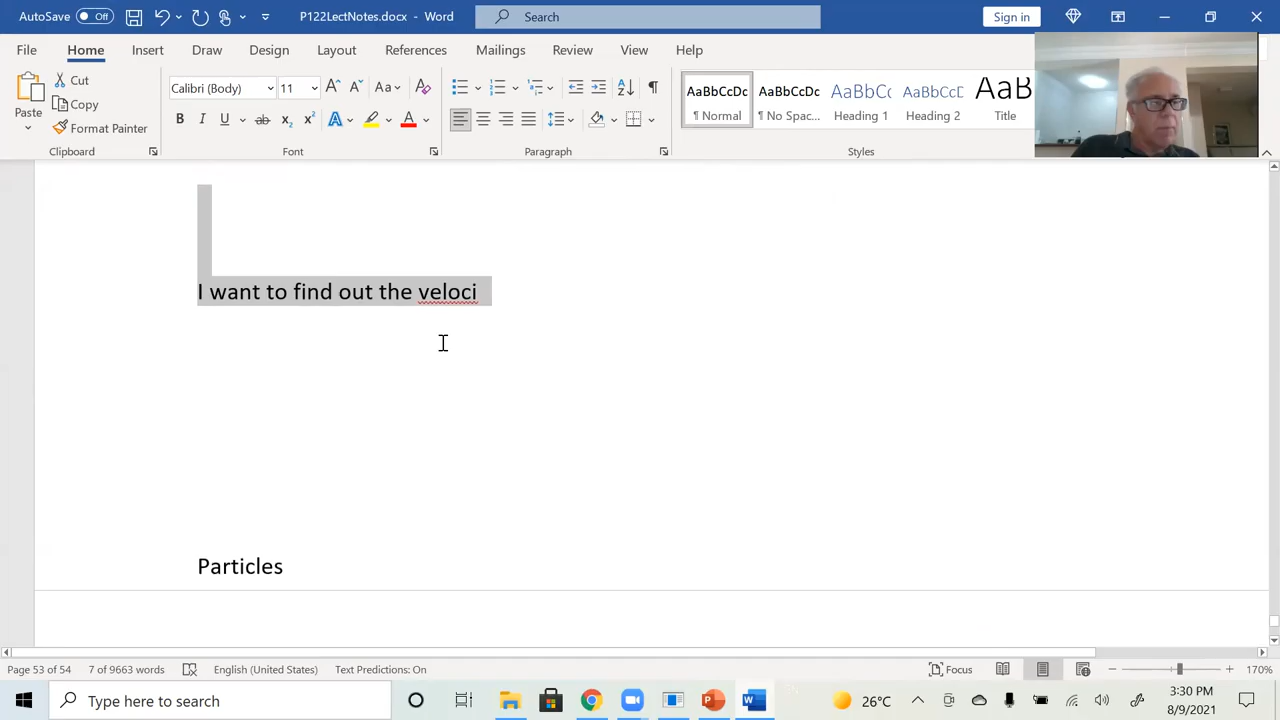 AutoSave Off P122LectNotes.docx - Word Search Sign in
File Home Insert Draw Design Layout References Mailings Review View Help
Paste Cut Copy Format Painter
Calibri (Body) 11 Aa
B I U ab x₂ x² A A
AaBbCcDc AaBbCcDc AaBbCc AaBbCcD AaB
¶ Normal ¶ No Spac... Heading 1 Heading 2 Title
Clipboard Font Paragraph Styles
I want to find out the veloci
Particles
Page 53 of 54 7 of 9663 words English (United States) Text Predictions: On Focus 170%
Type here to search 26°C 3:30 PM
8/9/2021